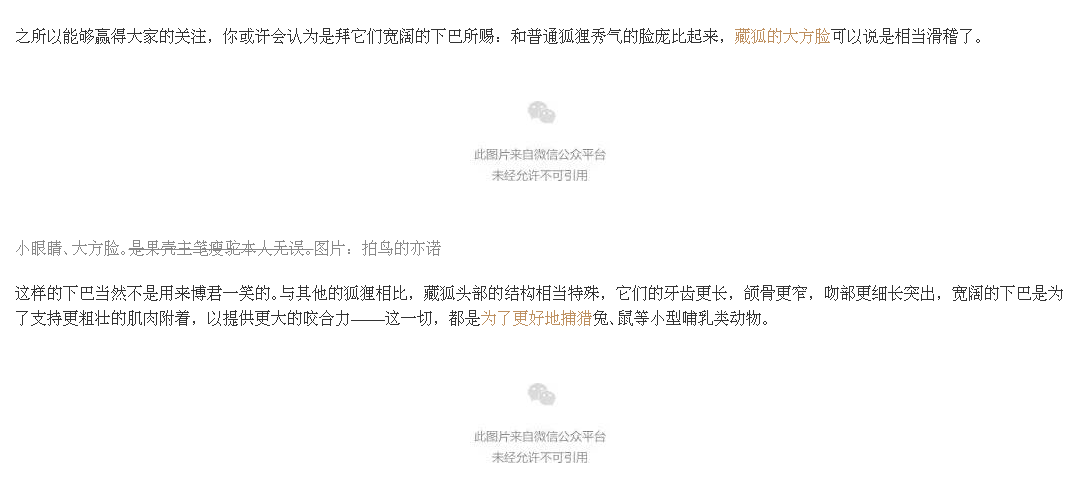 之所以能够赢得大家的关注，你或许会认为是拜它们宽阔的下巴所赐：和普通狐狸秀气的脸庞比起来，藏狐的大方脸可以说是相当滑稽了。
此图片来自微信公众平台
未经允许不可引用
小眼睛、大方脸。是果壳主笔瘦驼本人无误。图片：拍鸟的亦诺
这样的下巴当然不是用来博君一笑的。与其他的狐狸相比，藏狐头部的结构相当特殊，它们的牙齿更长，颌骨更窄，吻部更细长突出，宽阔的下巴是为
了支持更粗壮的肌肉附着，以提供更大的咬合力——这一切，都是为了更好地捕猎兔、鼠等小型哺乳类动物。
此图片来自微信公众平台
未经允许不可引用